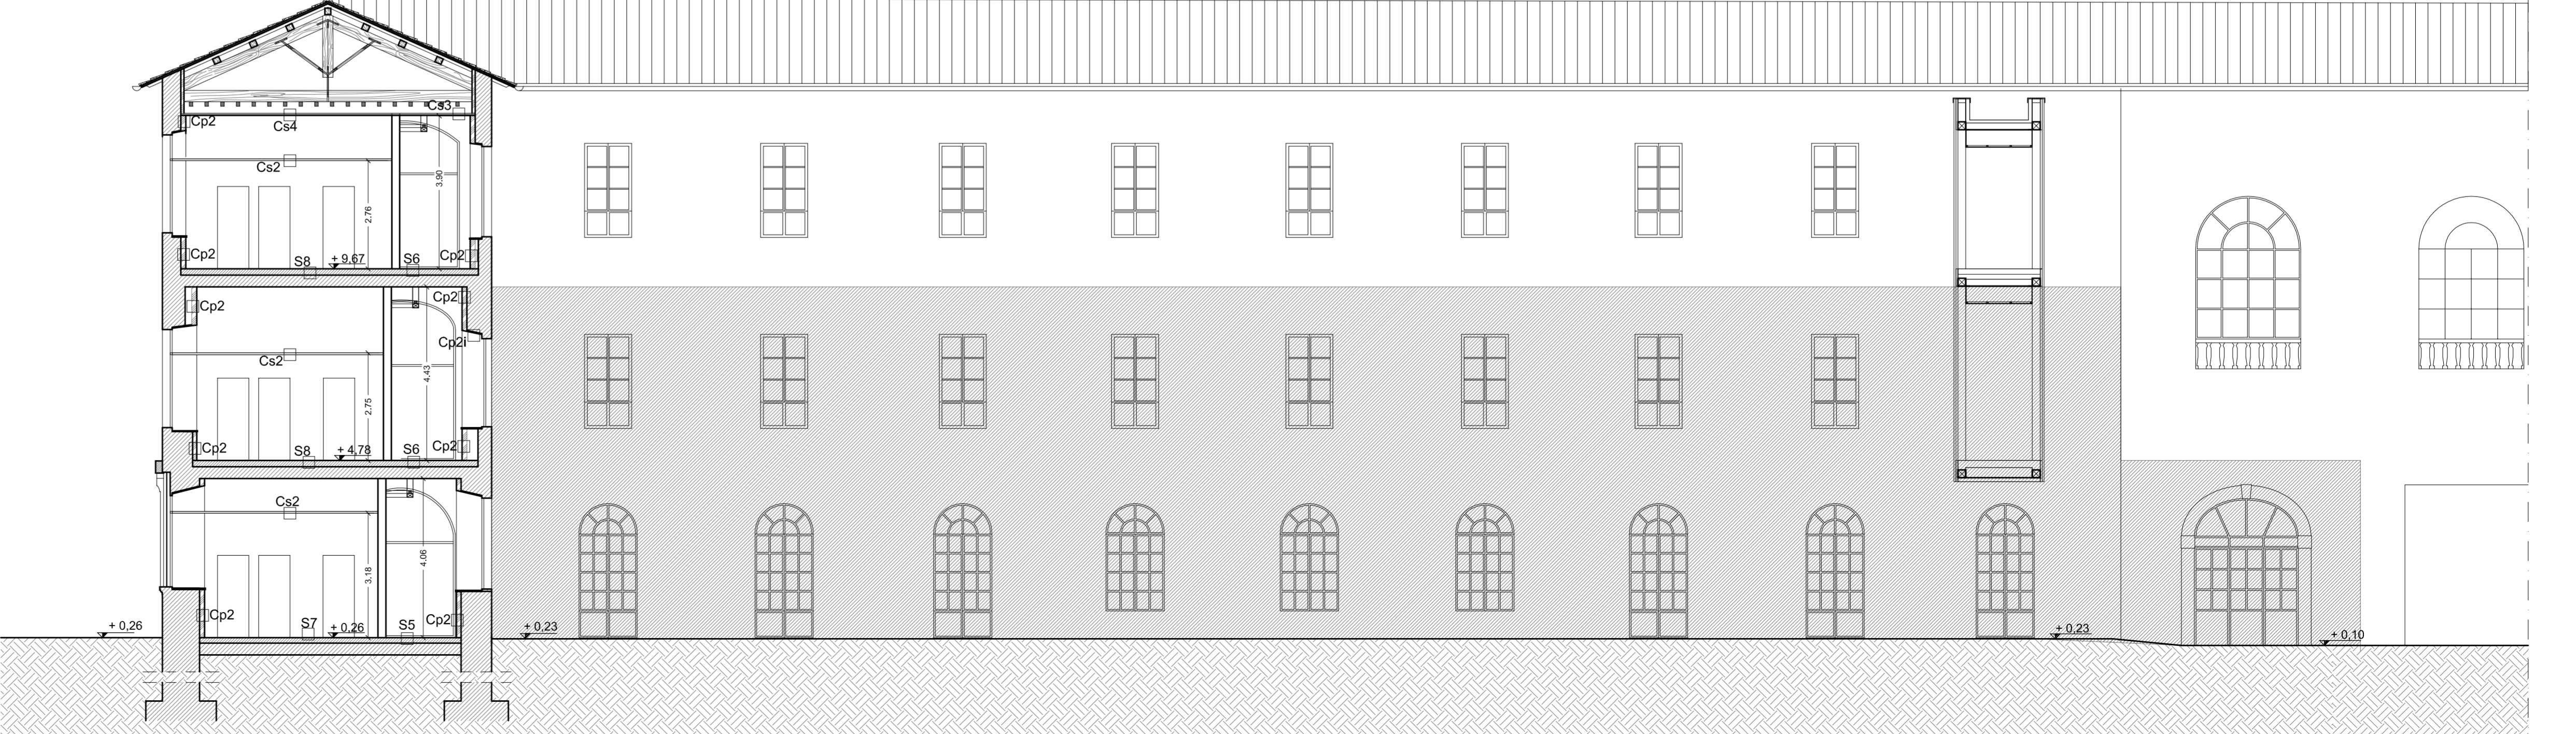 Cs3
Cp2
Cs4
Cs2
3.90
2.76
Cp2
S8
+ 9,67
S6
Cp2
Cp2
Cp2
Cp2i
Cs2
4.43
2.75
Cp2
S8
+ 4,78
S6
Cp2
Cs2
4.06
3.18
Cp2
S7
+ 0,26
S5
Cp2
+ 0,26
+ 0,23
+ 0,23
+ 0,10